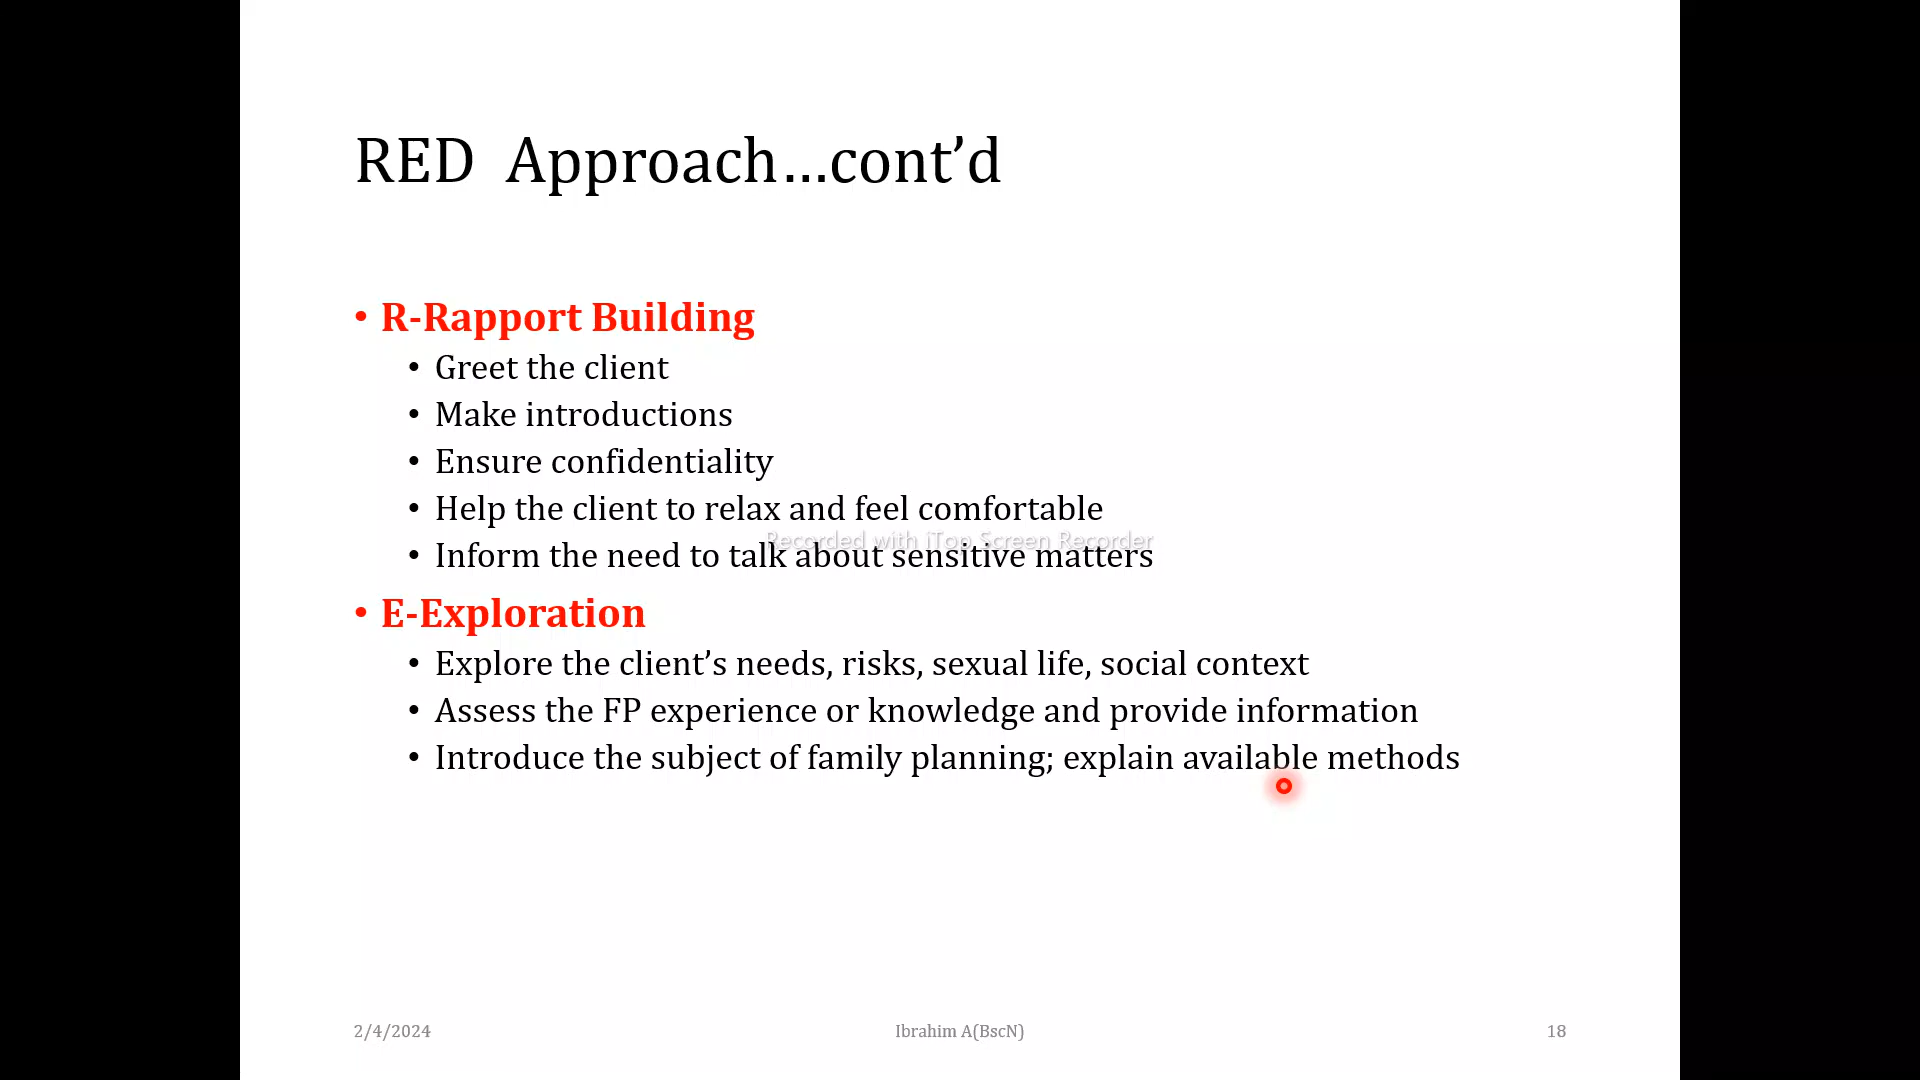 RED Approach...cont’d
• R-Rapport Building
• Greet the client
• Make introductions
• Ensure confidentiality
• Help the client to relax and feel comfortable
Recorded with iTop Screen Recorder
• Inform the need to talk about sensitive matters
• E-Exploration
• Explore the client’s needs, risks, sexual life, social context
• Assess the FP experience or knowledge and provide information
• Introduce the subject of family planning; explain available methods
2/4/2024
Ibrahim A(BscN)
18